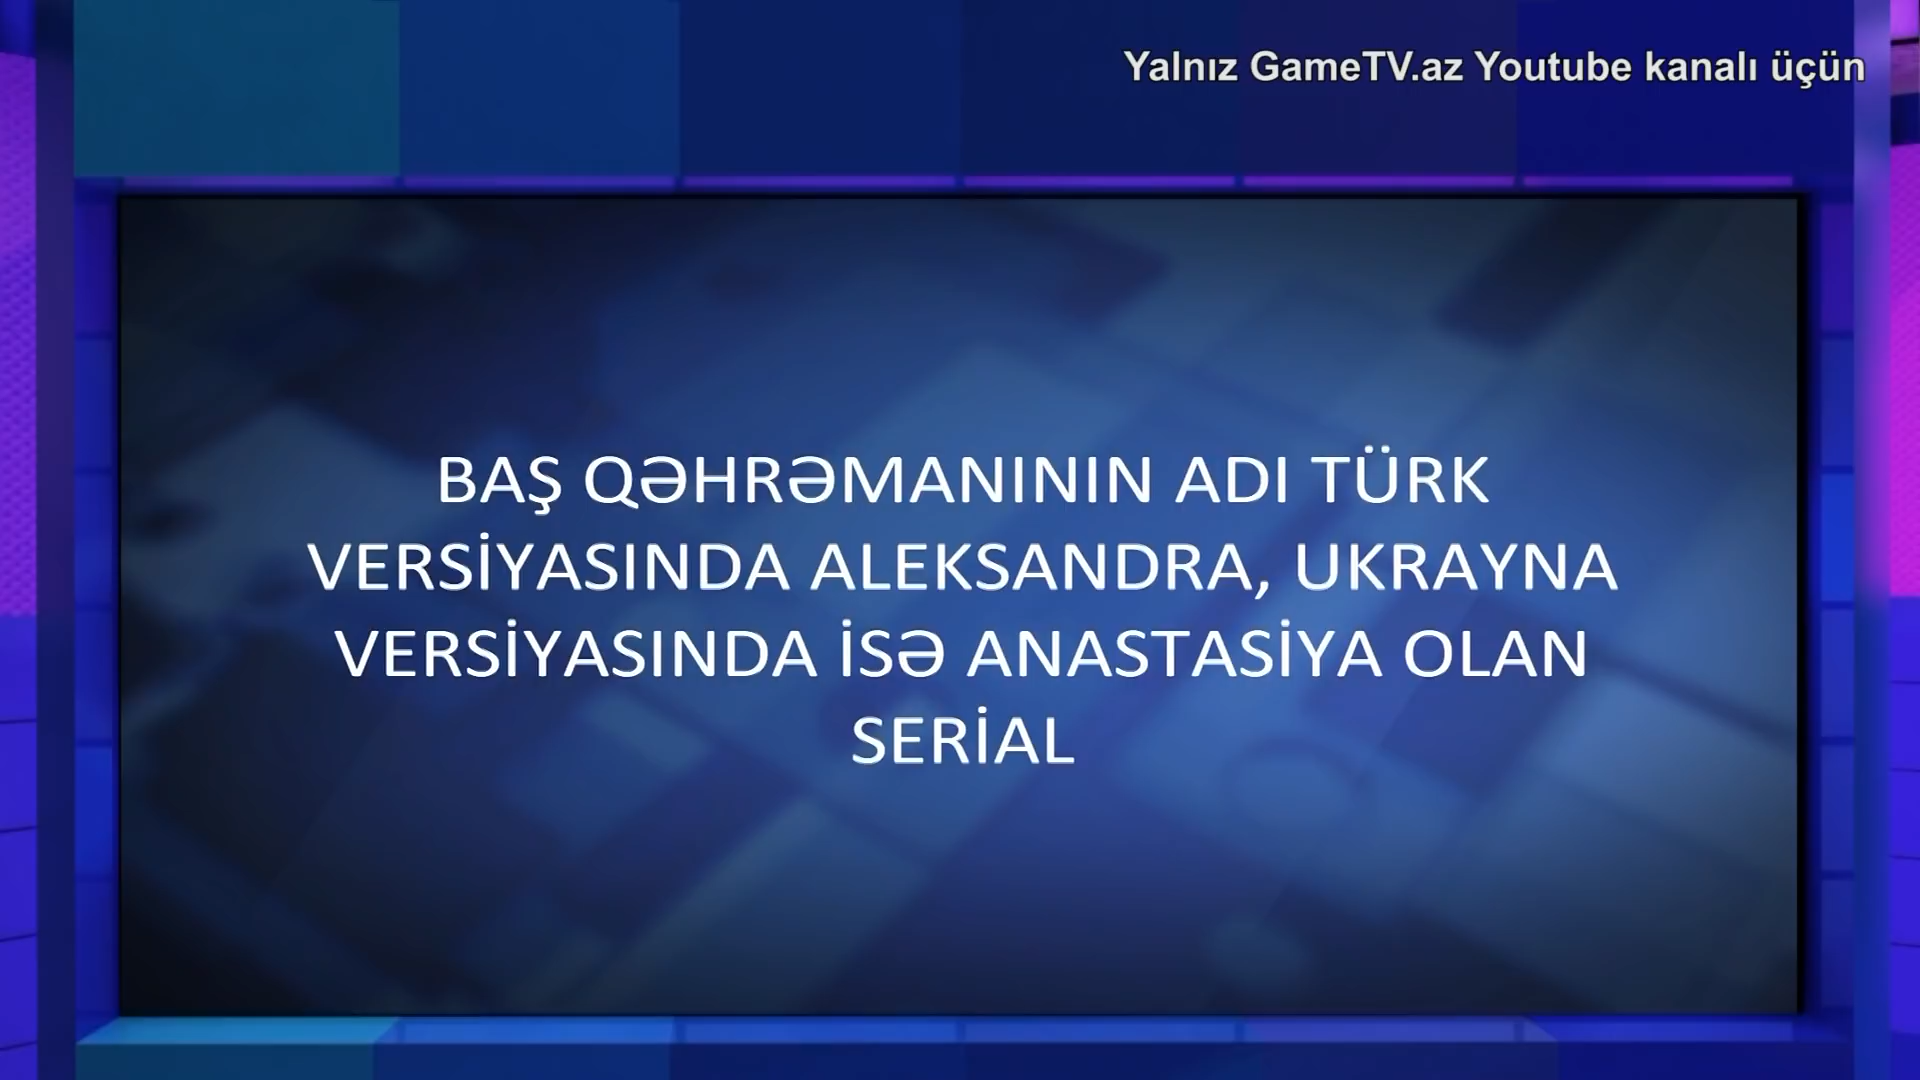 Yalnız GameTV.az Youtube kanalı üçün
BAŞ QƏHRƏMANININ ADI TÜRK
VERSİYASINDA ALEKSANDRA, UKRAYNA
VERSİYASINDA İSƏ ANASTASİYA OLAN
SERİAL